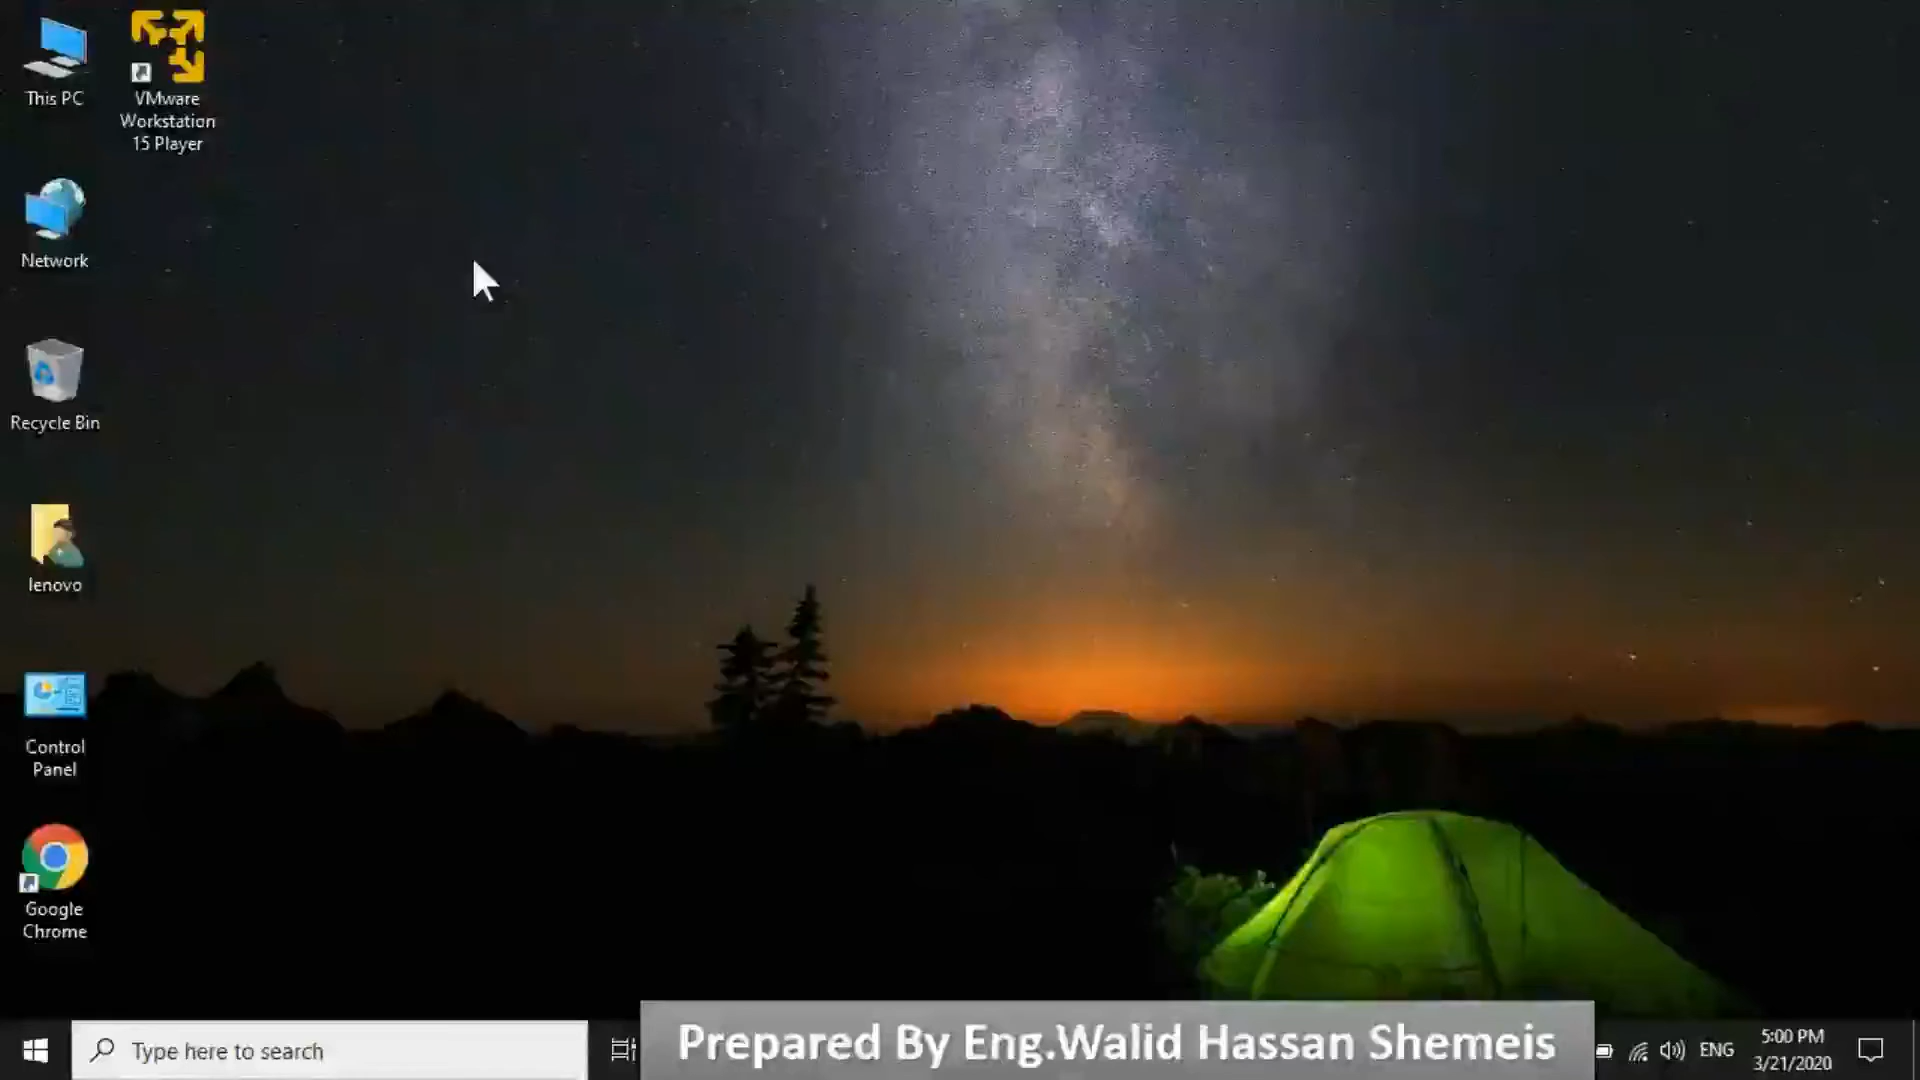 This PC
VMware
Workstation
15 Player
Network
Recycle Bin
lenovo
Control
Panel
Google
Chrome
Type here to search
Prepared By Eng.Walid Hassan Shemeis
ENG
5:00 PM
3/21/2020